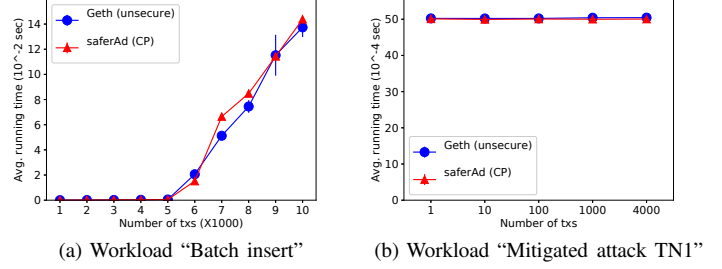 Avg. running time (10^-2 sec)
14
12
10
8
6
4
2
0
Geth (unsecure)
saferAd (CP)
1 2 3 4 5 6 7 8 9 10
Number of txs (X1000)
(a) Workload “Batch insert”
Avg. running time (10^-4 sec)
50
40
30
20
10
0
Geth (unsecure)
saferAd (CP)
1 10 100 1000 4000
Number of txs
(b) Workload “Mitigated attack TN1”